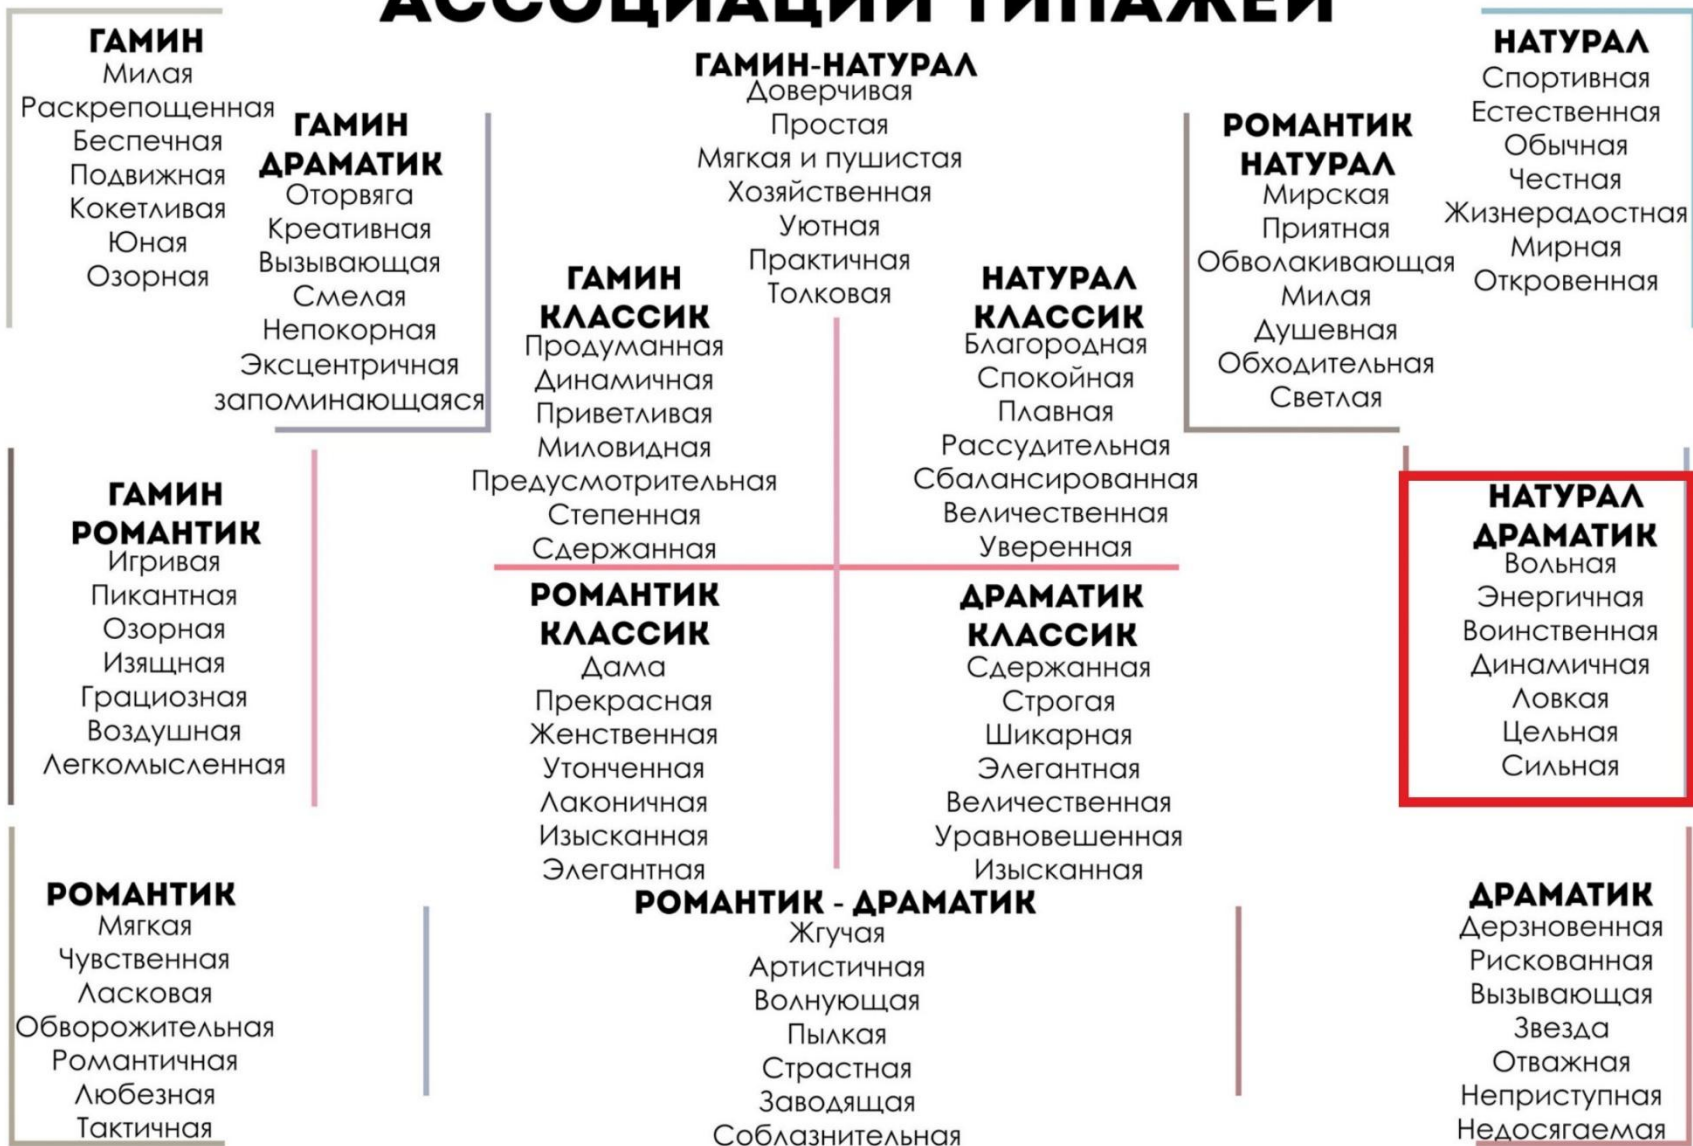 АССОЦИАЦИИ ТИПАЖЕЙ
ГАМИН
Милая
Раскрепощенная
Беспечная
Подвижная
Кокетливая
Юная
Озорная
ГАМИН
ДРАМАТИК
Оторвяга
Креативная
Вызывающая
Смелая
Непокорная
Эксцентричная
запоминающаяся
ГАМИН-НАТУРАЛ
Доверчивая
Простая
Мягкая и пушистая
Хозяйственная
Уютная
Практичная
Толковая
РОМАНТИК
НАТУРАЛ
Мирская
Приятная
Обволакивающая
Милая
Душевная
Обходительная
Светлая
НАТУРАЛ
Спортивная
Естественная
Обычная
Честная
Жизнерадостная
Мирная
Откровенная
ГАМИН
КЛАССИК
Продуманная
Динамичная
Приветливая
Миловидная
Предусмотрительная
Степенная
Сдержанная
НАТУРАЛ
КЛАССИК
Благородная
Спокойная
Плавная
Рассудительная
Сбалансированная
Величественная
Уверенная
ГАМИН
РОМАНТИК
Игривая
Пикантная
Озорная
Изящная
Грациозная
Воздушная
Легкомысленная
РОМАНТИК
КЛАССИК
Дама
Прекрасная
Женственная
Утонченная
Лаконичная
Изысканная
Элегантная
ДРАМАТИК
КЛАССИК
Сдержанная
Строгая
Шикарная
Элегантная
Величественная
Уравновешенная
Изысканная
НАТУРАЛ
ДРАМАТИК
Вольная
Энергичная
Воинственная
Динамичная
Ловкая
Цельная
Сильная
РОМАНТИК
Мягкая
Чувственная
Ласковая
Обворожительная
Романтичная
Любезная
Тактичная
РОМАНТИК - ДРАМАТИК
Жгучая
Артистичная
Волнующая
Пылкая
Страстная
Заводящая
Соблазнительная
ДРАМАТИК
Дерзновенная
Рискованная
Вызывающая
Звезда
Отважная
Неприступная
Недосягаемая